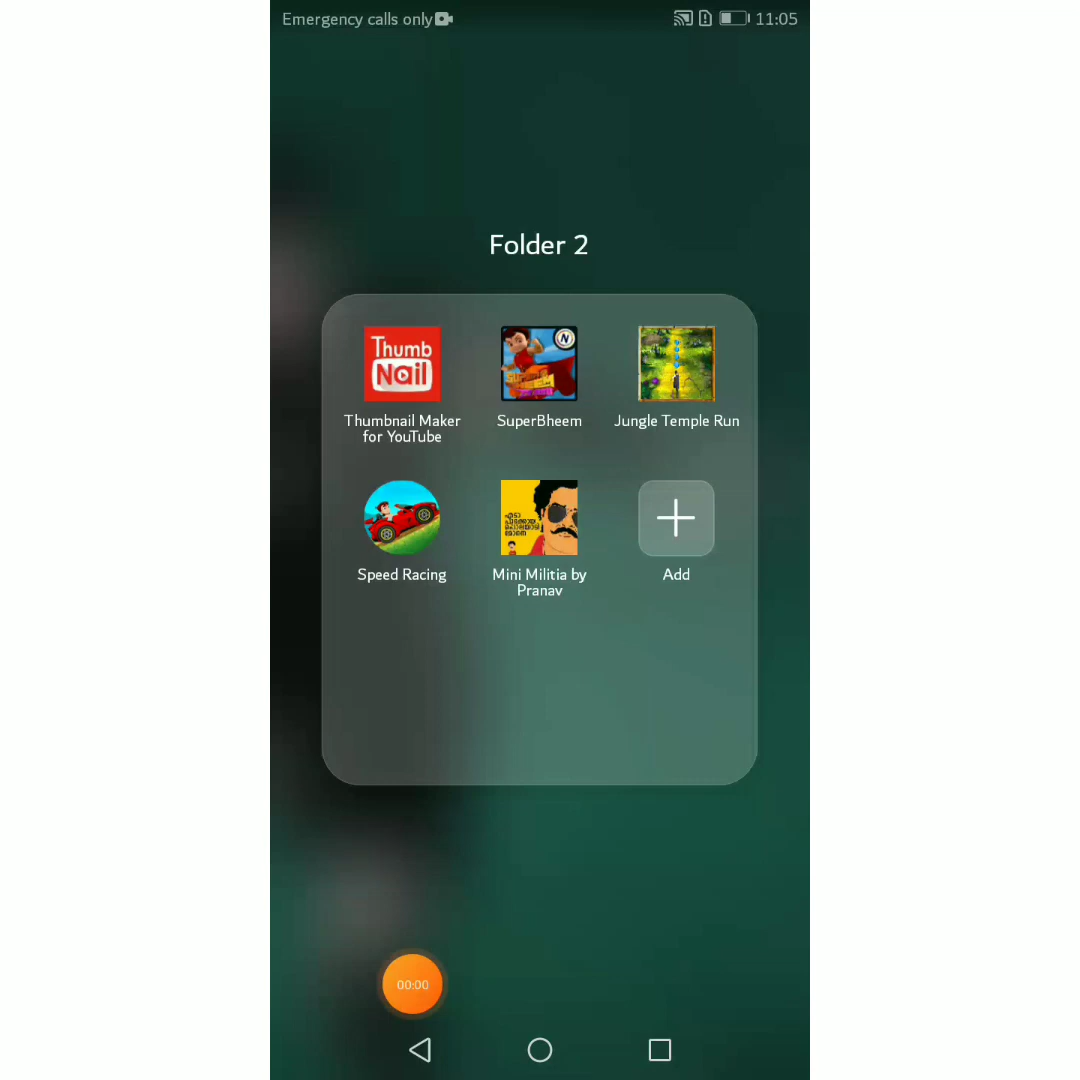 Emergency calls only
11:05
Folder 2
Thumb
Nail
N
Thumbnail Maker
for YouTube
SuperBheem
Jungle Temple Run
എടാ
Speed Racing
Mini Militia by
Pranav
Add
00:00